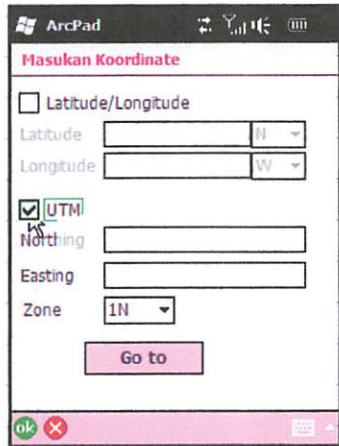 ArcPad
Masukan Koordinate
Latitude/Longitude
Latitude N
Longitude W
UTM
Northing
Easting
Zone 1N
Go to
ok